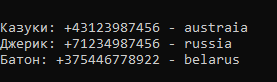 Казуки: +43123987456 - austraia
Джерик: +71234987456 - russia
Батон: +375446778922 - belarus